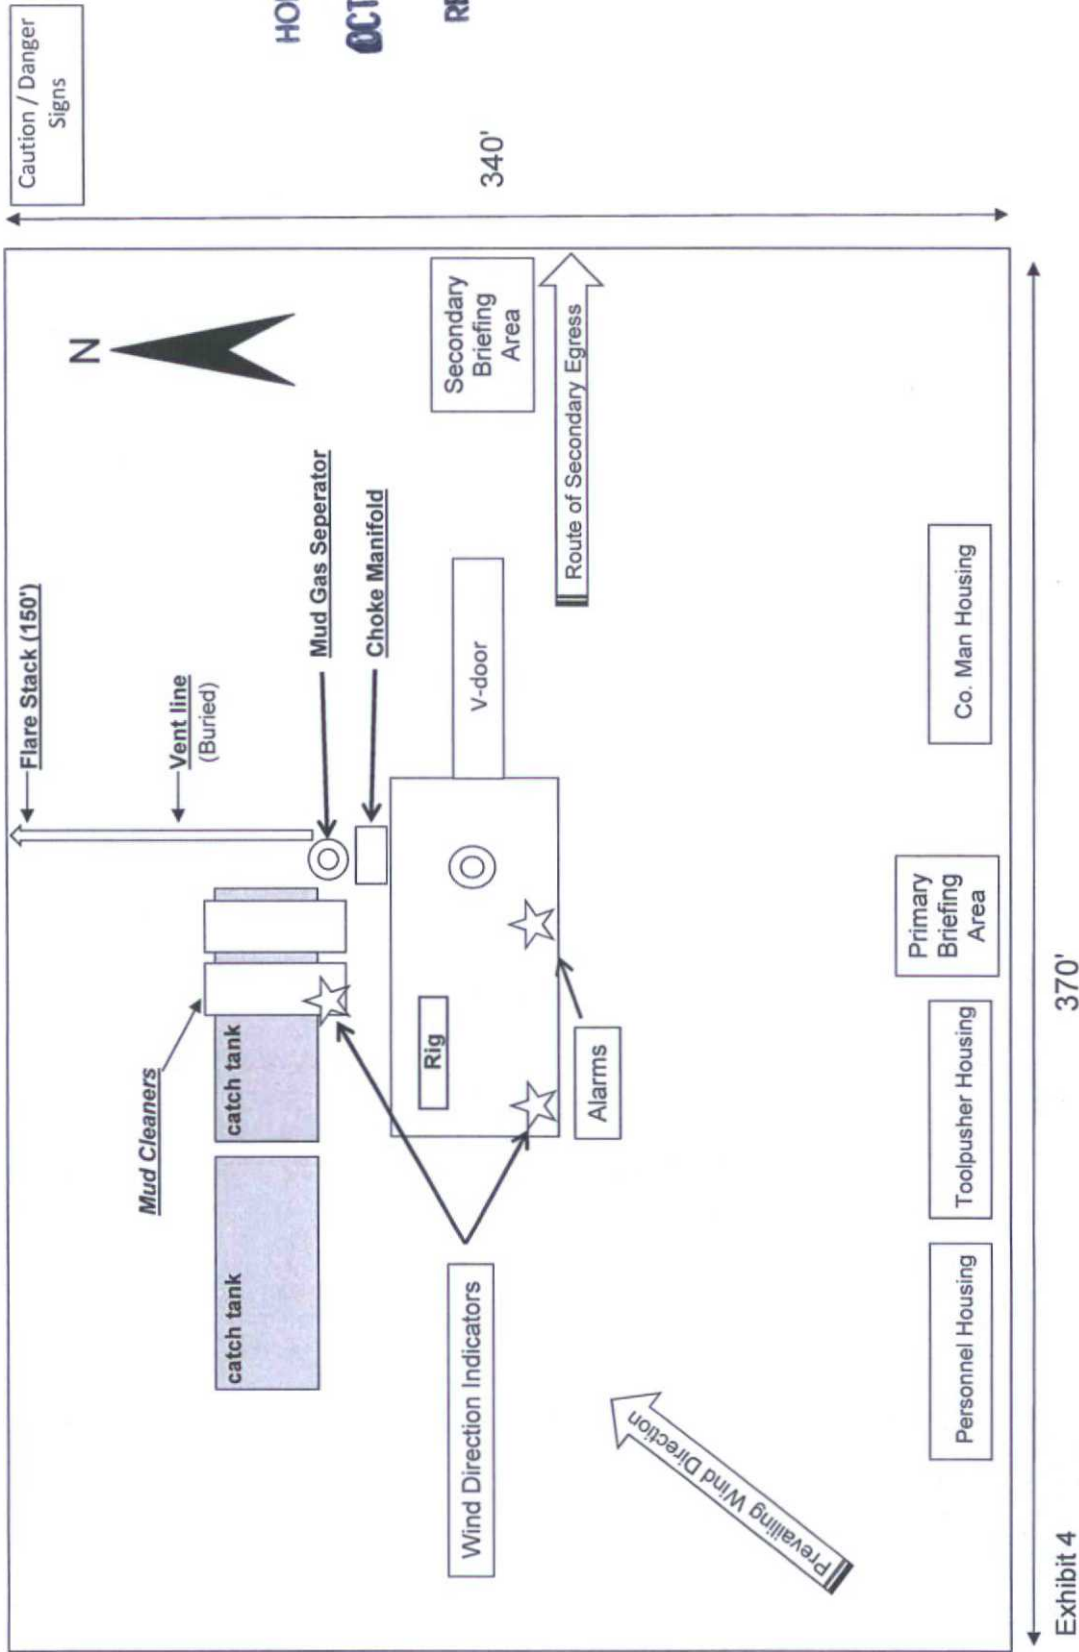 Caution / Danger
Signs
OCT
340'
N
Flare Stack (150')
Vent line
(Buried)
Mud Gas Seperator
Choke Manifold
Secondary
Briefing
Area
Mud Cleaners
catch tank
catch tank
V-door
Rig
Route of Secondary Egress
Alarms
Wind Direction Indicators
Prevailing Wind Direction
Personnel Housing
Toolpusher Housing
Primary
Briefing
Area
Co. Man Housing
370'
Exhibit 4